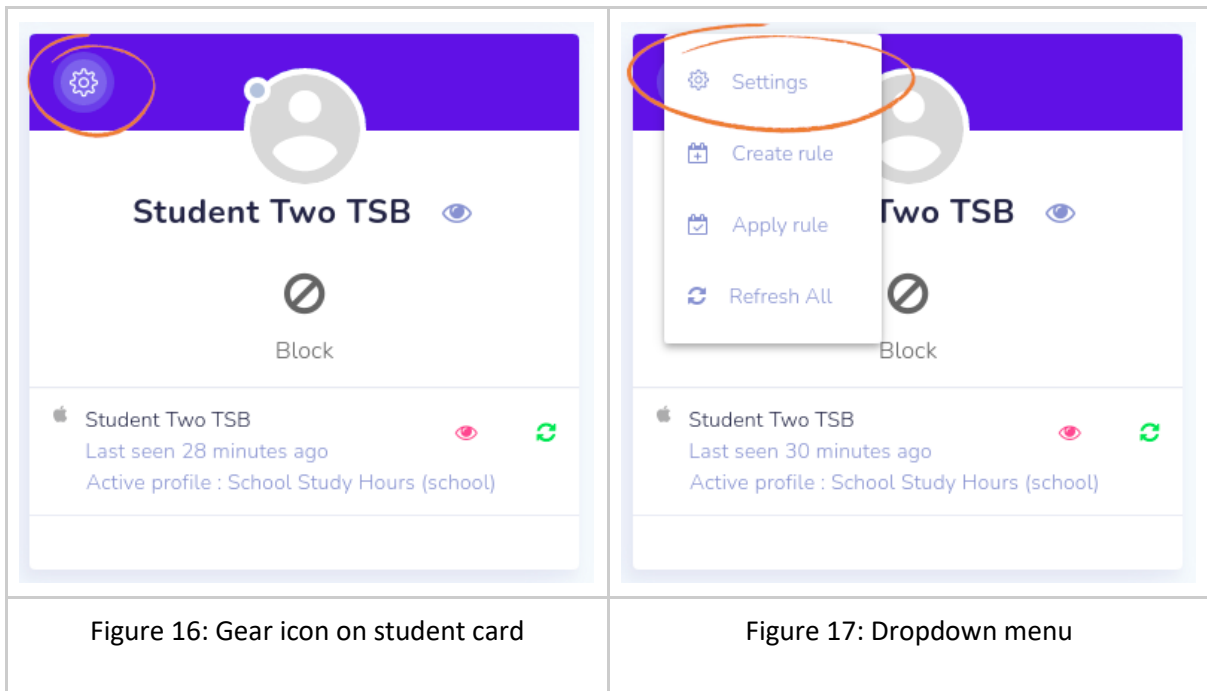 Student Two TSB
Block
Student Two TSB
Last seen 28 minutes ago
Active profile : School Study Hours (school)
Figure 16: Gear icon on student card
Settings
Create rule
Apply rule
Refresh All
Two TSB
Block
Student Two TSB
Last seen 30 minutes ago
Active profile : School Study Hours (school)
Figure 17: Dropdown menu